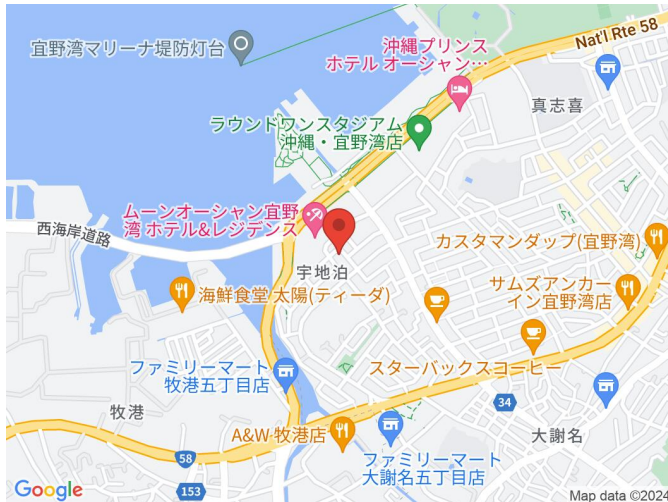 宜野湾マリーナ堤防灯台
沖縄プリンス
ホテル オーシャン…
Nat'l Rte 58
真志喜
ラウンドワンスタジアム
沖縄・宜野湾店
ムーンオーシャン宜野
湾 ホテル&レジデンス
西海岸道路
宇地泊
カスタマンダップ(宜野湾)
海鮮食堂 太陽(ティーダ)
サムズアンカー
イン宜野湾店
ファミリーマート
牧港五丁目店
スターバックスコーヒー
牧港
34
A&W 牧港店
大謝名
58
ファミリーマート
大謝名五丁目店
153
Google
Map data ©2024